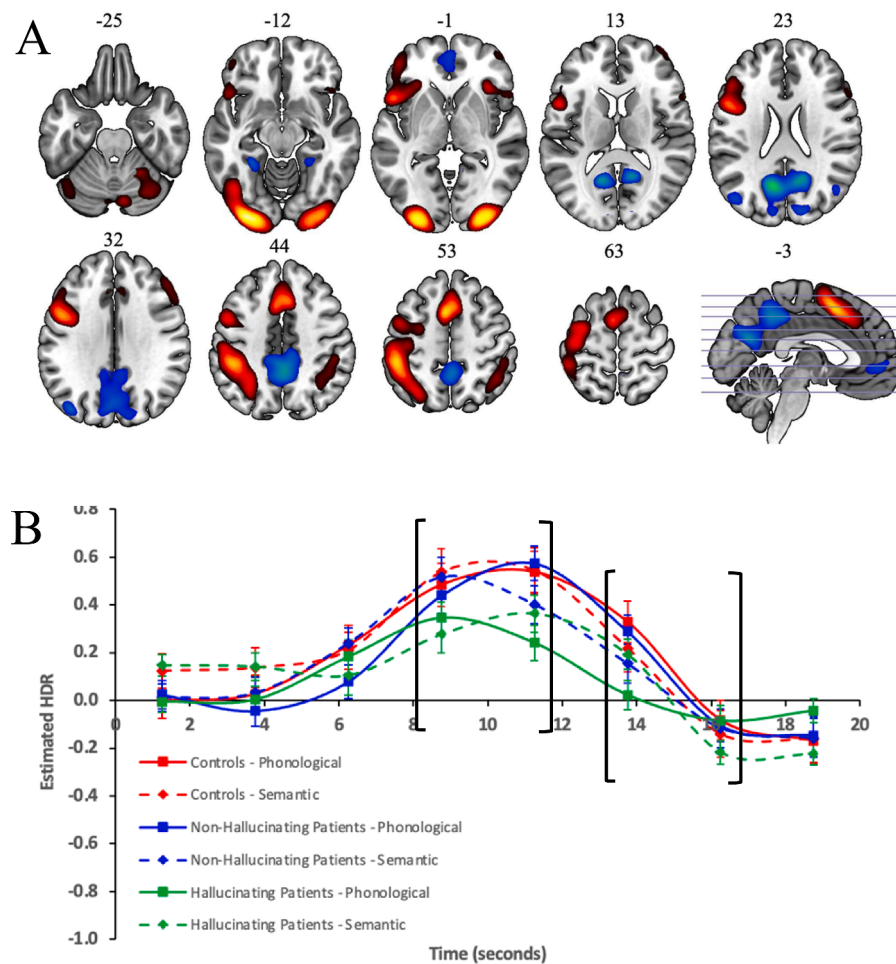 A
-25 -12 -1 13 23
32 44 53 63 -3
B
0.8
0.6
0.4
0.2
0.0
0 2 4 6 8 10 12 14 16 18 20
-0.2
-0.4
-0.6
-0.8
-1.0
Estimated HDR
Controls - Phonological
Controls - Semantic
Non-Hallucinating Patients - Phonological
Non-Hallucinating Patients - Semantic
Hallucinating Patients - Phonological
Hallucinating Patients - Semantic
Time (seconds)